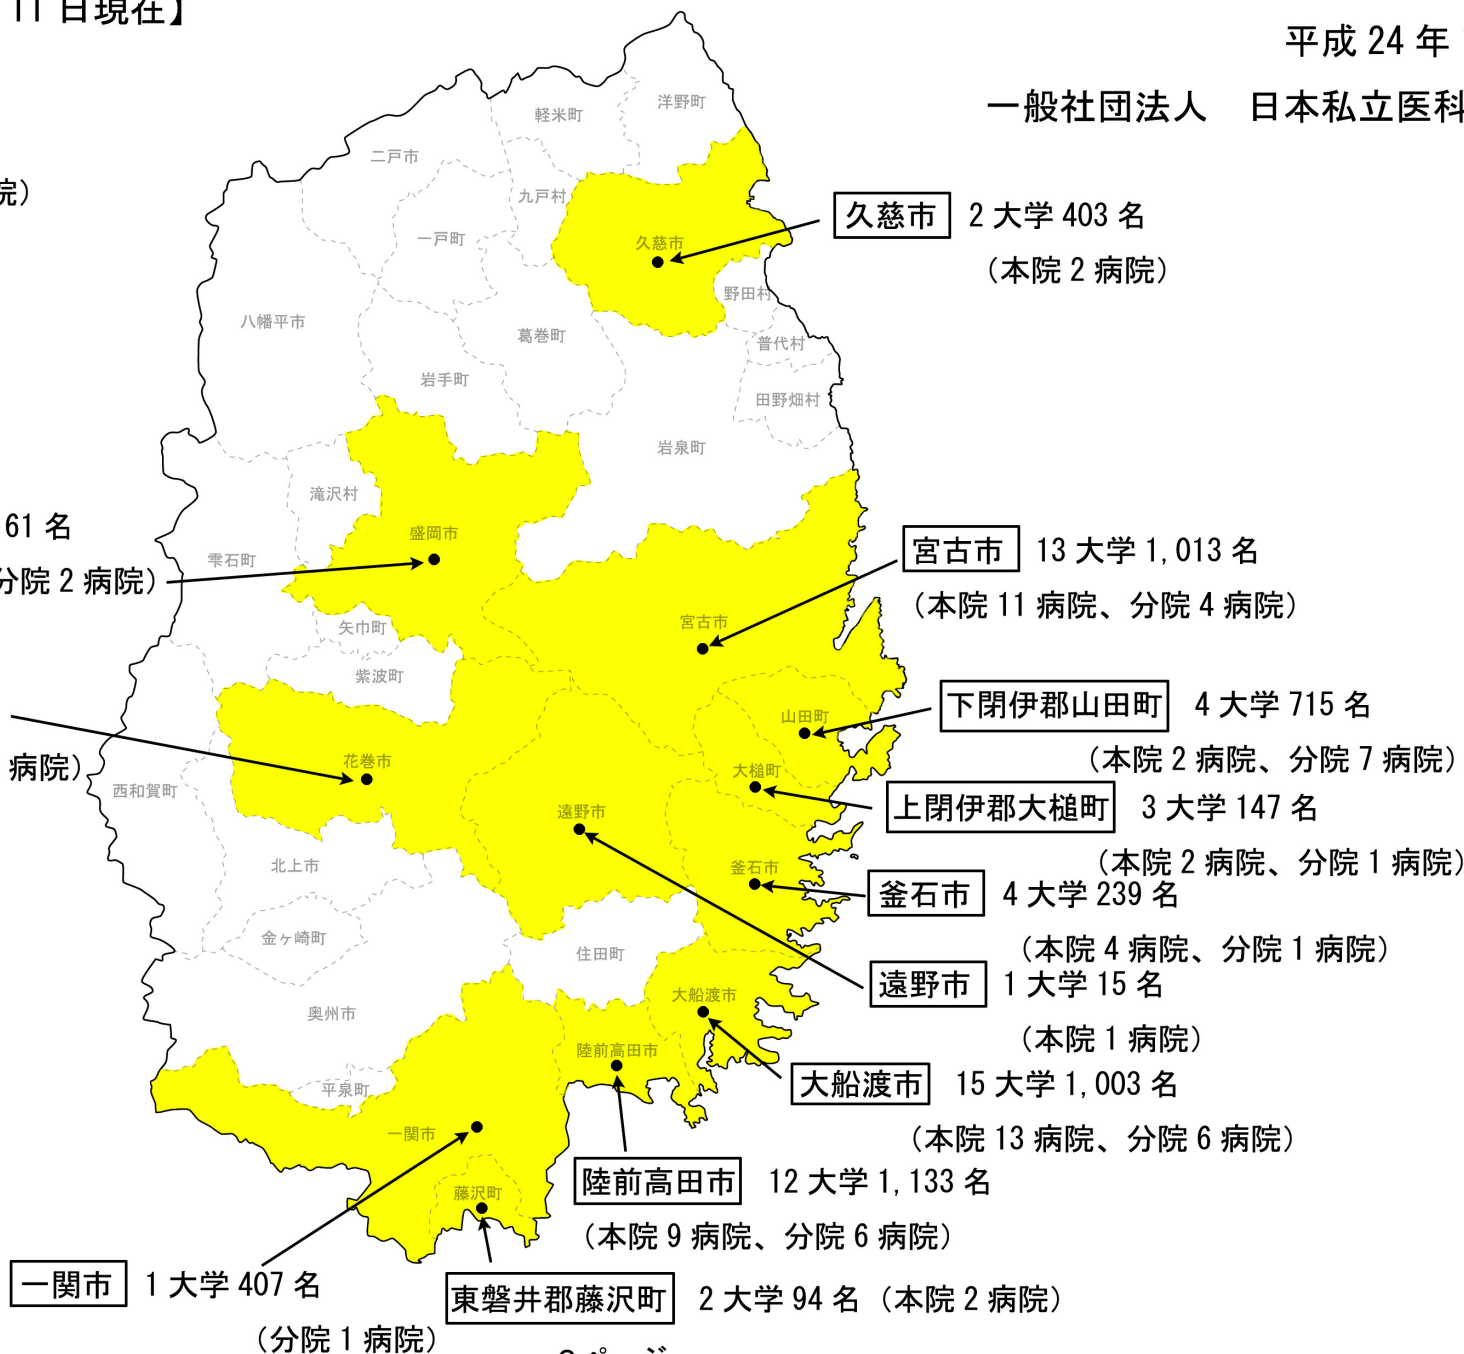 11 日現在】
平成 24 年
一般社団法人　日本私立医科
院）
洋野町
軽米町
二戸市
九戸村
一戸町
久慈市
久慈市 2 大学 403 名
（本院 2 病院）
野田村
八幡平市
葛巻町
普代村
岩手町
田野畑村
岩泉町
滝沢村
61 名
盛岡市
雫石町
分院 2 病院）
宮古市 13 大学 1,013 名
（本院 11 病院、分院 4 病院）
宮古市
矢巾町
紫波町
下閉伊郡山田町 4 大学 715 名
山田町
（本院 2 病院、分院 7 病院）
病院）
花巻市
大槌町
西和賀町
上閉伊郡大槌町 3 大学 147 名
遠野市
（本院 2 病院、分院 1 病院）
北上市
釜石市
釜石市 4 大学 239 名
（本院 4 病院、分院 1 病院）
金ヶ崎町
住田町
遠野市 1 大学 15 名
大船渡市
奥州市
（本院 1 病院）
陸前高田市
大船渡市 15 大学 1,003 名
平泉町
一関市
（本院 13 病院、分院 6 病院）
陸前高田市 12 大学 1,133 名
藤沢町
（本院 9 病院、分院 6 病院）
一関市 1 大学 407 名
東磐井郡藤沢町 2 大学 94 名（本院 2 病院）
（分院 1 病院）
ページ